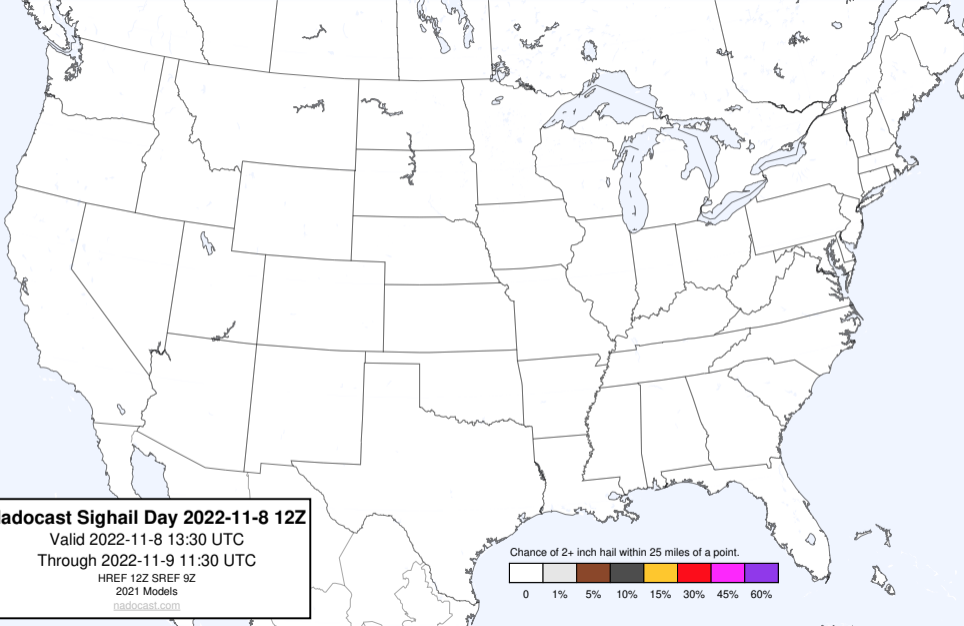 adocast Sighail Day 2022-11-8 12Z
Valid 2022-11-8 13:30 UTC
Through 2022-11-9 11:30 UTC
HREF 12Z SREF 9Z
2021 Models
nadocast.com
Chance of 2+ inch hail within 25 miles of a point.
0 1% 5% 10% 15% 30% 45% 60%